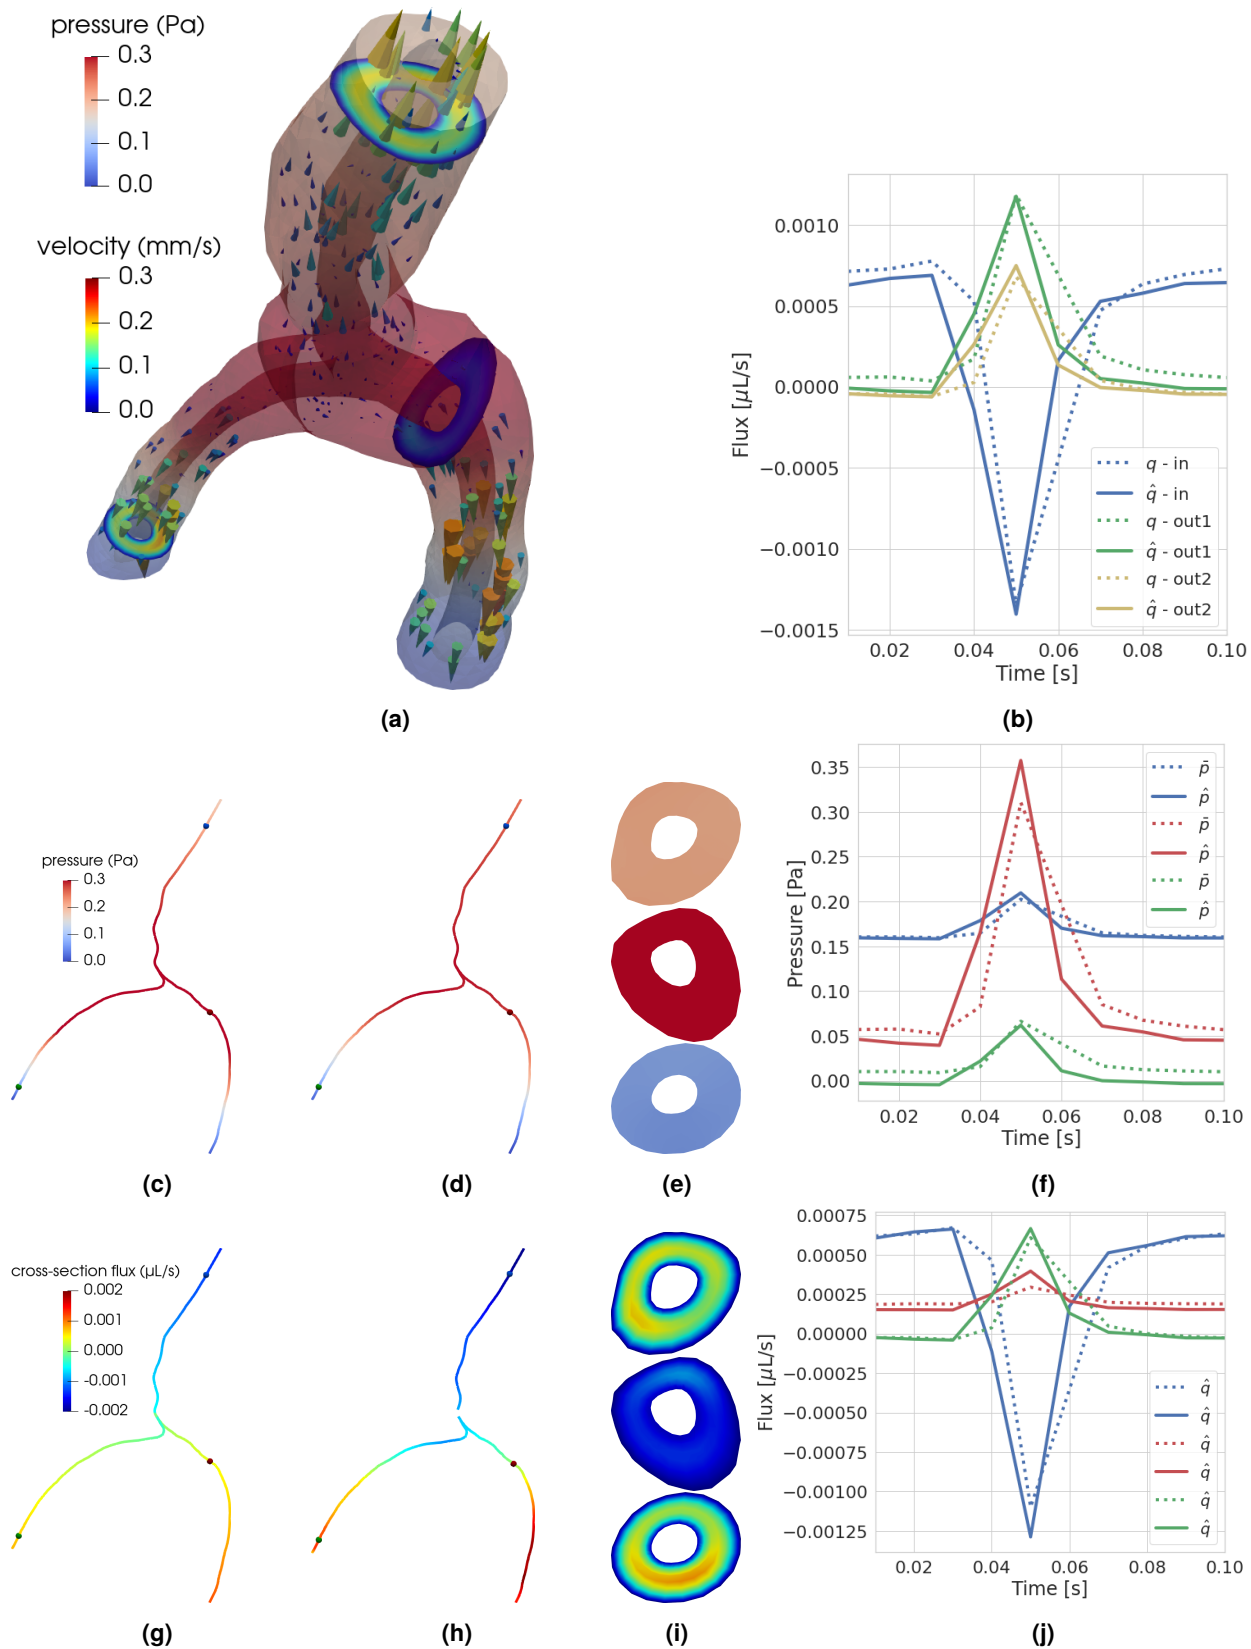 pressure (Pa)
0.3
0.2
0.1
0.0
velocity (mm/s)
0.3
0.2
0.1
0.0
(a)
0.0010
0.0005
0.0000
−0.0005
−0.0010
−0.0015
Flux [μL/s]
0.02 0.04 0.06 0.08 0.10
Time [s]
q - in
q̂ - in
q - out1
q̂ - out1
q - out2
q̂ - out2
(b)
pressure (Pa)
0.3
0.2
0.1
0.0
(c)
(d)
(e)
0.35
0.30
0.25
0.20
0.15
0.10
0.05
0.00
Pressure [Pa]
0.02 0.04 0.06 0.08 0.10
Time [s]
p̄
p̂
p̄
p̂
p̄
p̂
(f)
cross-section flux (μL/s)
0.002
0.001
0.000
-0.001
-0.002
(g)
(h)
(i)
0.00075
0.00050
0.00025
0.00000
−0.00025
−0.00050
−0.00075
−0.00100
−0.00125
Flux [μL/s]
0.02 0.04 0.06 0.08 0.10
Time [s]
q̂
q̂
q̂
q̂
q̂
q̂
(j)